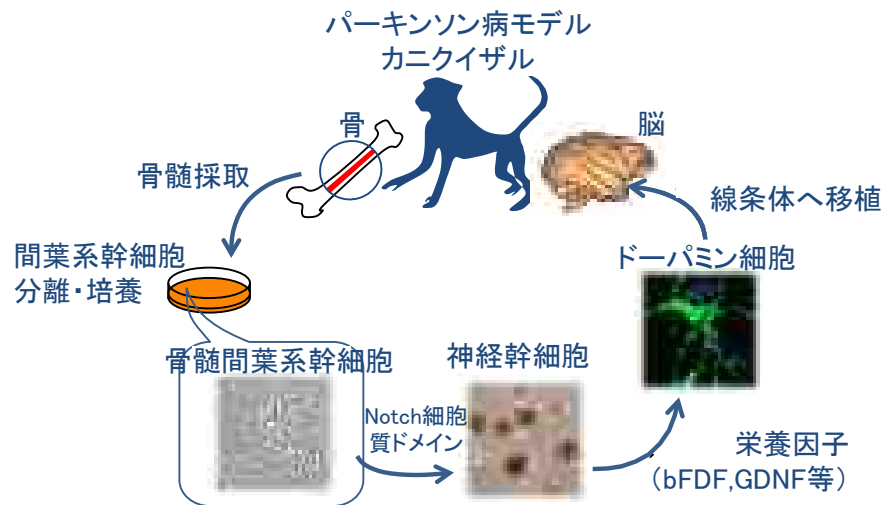 パーキンソン病モデル
カニクイザル
骨
脳
骨髄採取
線条体へ移植
間葉系幹細胞
分離・培養
ドーパミン細胞
骨髄間葉系幹細胞
神経幹細胞
Notch細胞
質ドメイン
栄養因子
(bFDF,GDNF等)